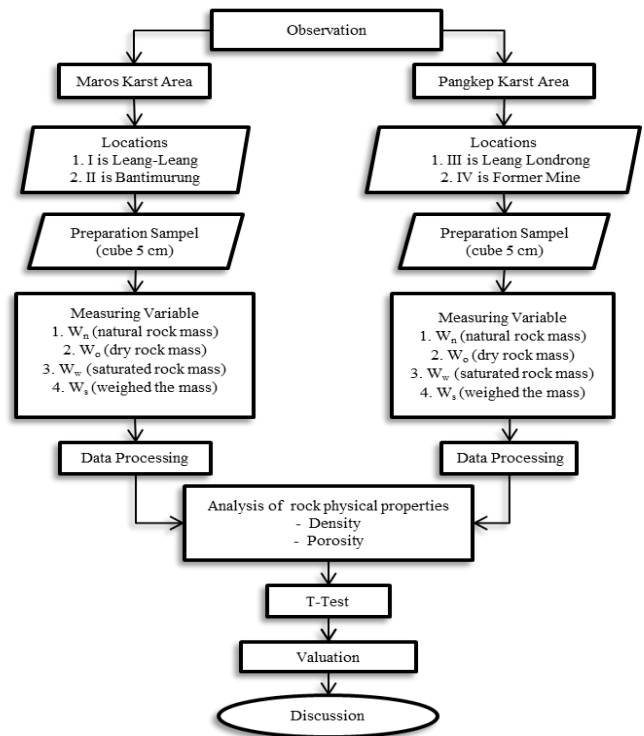 Observation
Maros Karst Area
Locations
1. I is Leang-Leang
2. II is Bantimurung
Preparation Sampel
(cube 5 cm)
Measuring Variable
1. Wn (natural rock mass)
2. Wo (dry rock mass)
3. Ww (saturated rock mass)
4. Ws (weighed the mass)
Data Processing
Pangkep Karst Area
Locations
1. III is Leang Londrong
2. IV is Former Mine
Preparation Sampel
(cube 5 cm)
Measuring Variable
1. Wn (natural rock mass)
2. Wo (dry rock mass)
3. Ww (saturated rock mass)
4. Ws (weighed the mass)
Data Processing
Analysis of rock physical properties
- Density
- Porosity
T-Test
Valuation
Discussion